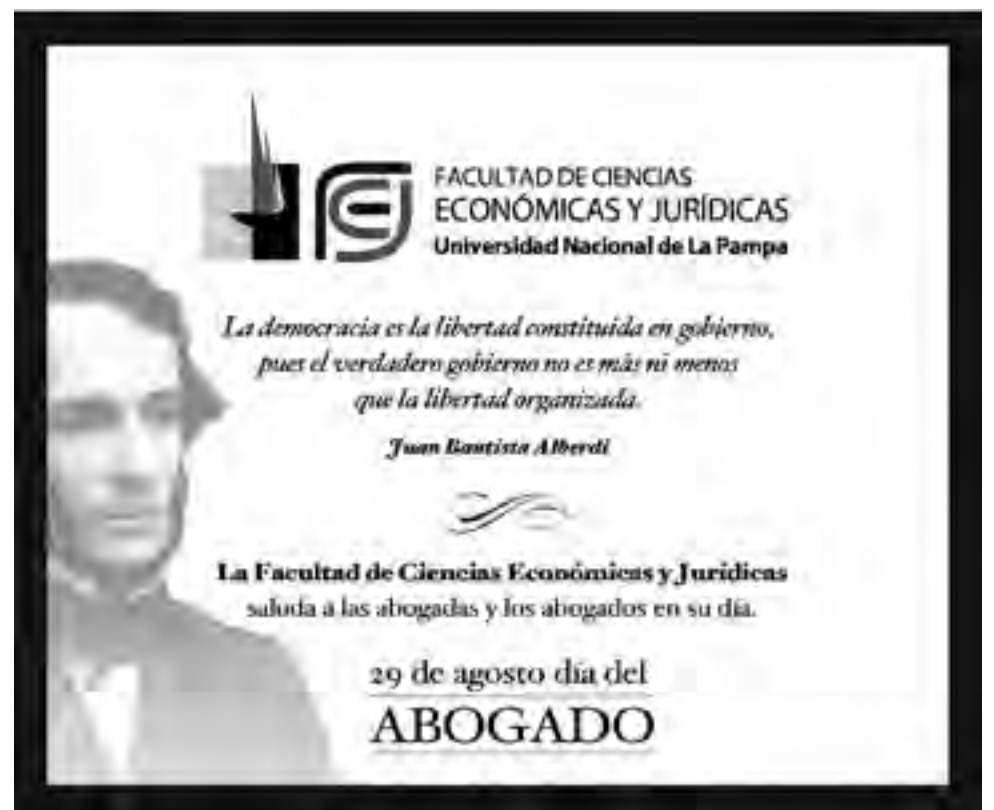 FACULTAD DE CIENCIAS
ECONÓMICAS Y JURÍDICAS
Universidad Nacional de La Pampa
La democracia es la libertad constituida en gobierno,
pues el verdadero gobierno no es más ni menos
que la libertad organizada.
Juan Bautista Alberdi
La Facultad de Ciencias Económicas y Jurídicas
saluda a las abogadas y los abogados en su día.
29 de agosto día del
ABOGADO